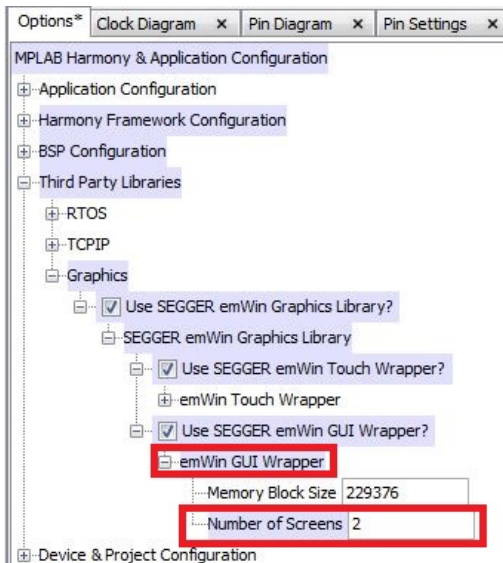 Options* Clock Diagram x Pin Diagram x Pin Settings x
MPLAB Harmony & Application Configuration
Application Configuration
Harmony Framework Configuration
BSP Configuration
Third Party Libraries
RTOS
TCPIP
Graphics
Use SEGGER emWin Graphics Library?
SEGGER emWin Graphics Library
Use SEGGER emWin Touch Wrapper?
emWin Touch Wrapper
Use SEGGER emWin GUI Wrapper?
emWin GUI Wrapper
Memory Block Size 229376
Number of Screens 2
Device & Project Configuration